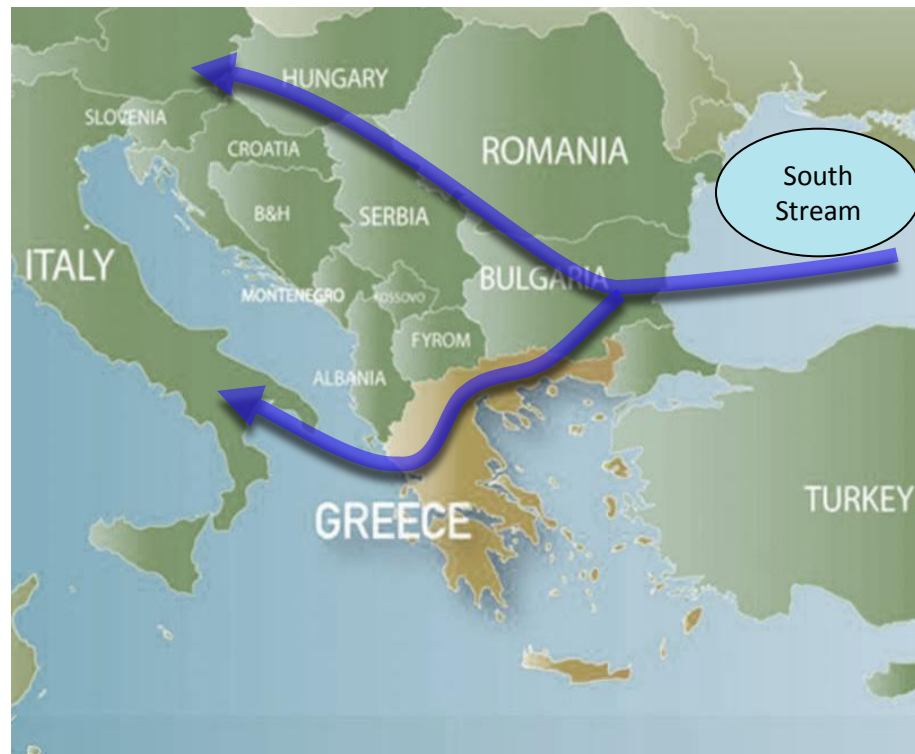 HUNGARY
SLOVENIA
CROATIA
ROMANIA
South
Stream
B&H
SERBIA
ITALY
BULGARIA
MONTENEGRO
KOSSOVO
FYROM
ALBANIA
TURKEY
GREECE